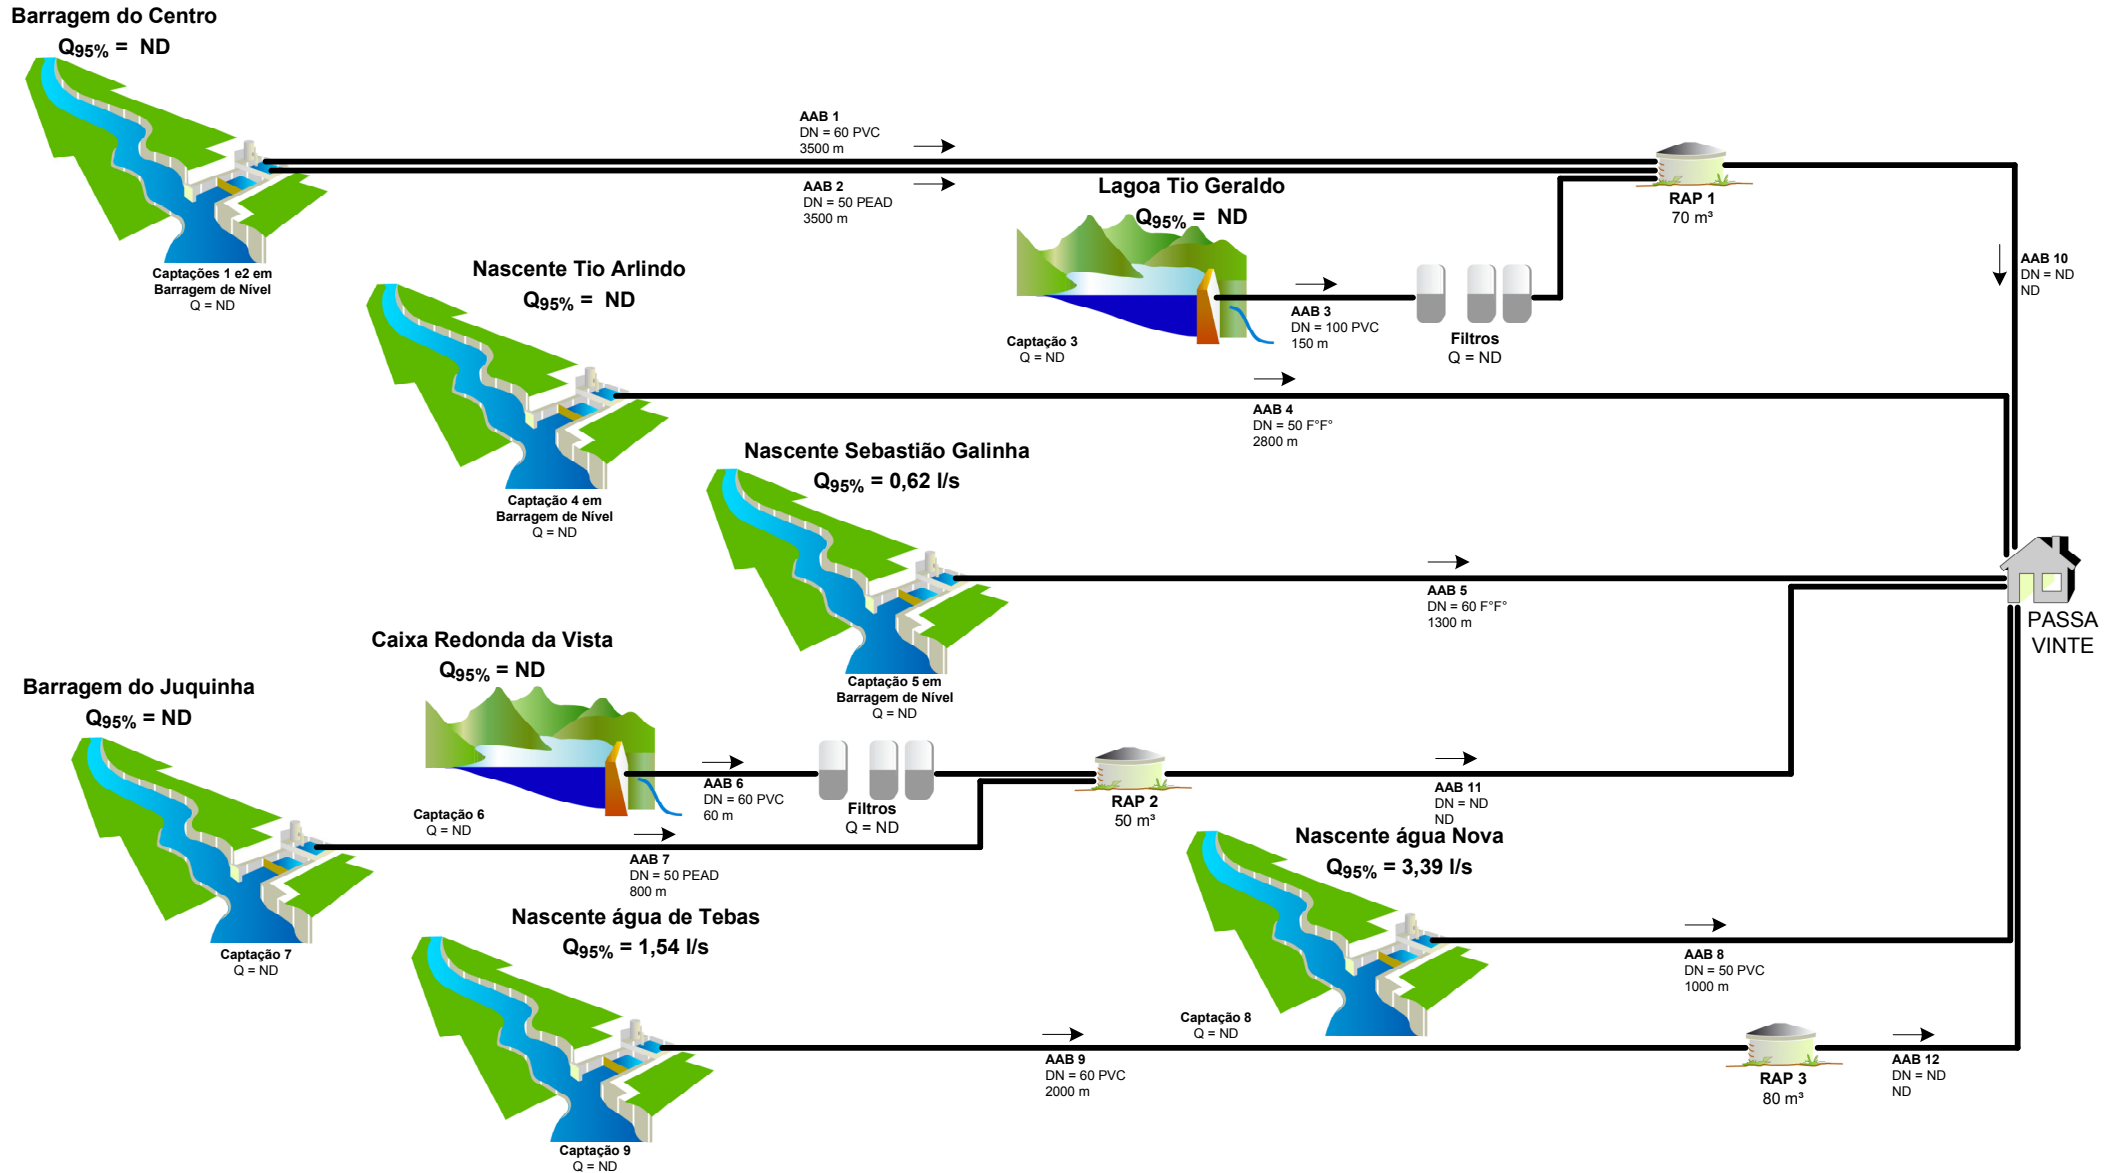 Barragem do Centro
Q95% = ND
Captações 1 e2 em
Barragem de Nível
Q = ND
AAB 1
DN = 60 PVC
3500 m
AAB 2
DN = 50 PEAD
3500 m
Lagoa Tio Geraldo
Q95% = ND
Captação 3
Q = ND
AAB 3
DN = 100 PVC
150 m
Filtros
Q = ND
RAP 1
70 m³
AAB 10
DN = ND
ND
Nascente Tio Arlindo
Q95% = ND
Captação 4 em
Barragem de Nível
Q = ND
AAB 4
DN = 50 F°F°
2800 m
Nascente Sebastião Galinha
Q95% = 0,62 l/s
Captação 5 em
Barragem de Nível
Q = ND
AAB 5
DN = 60 F°F°
1300 m
PASSA
VINTE
Caixa Redonda da Vista
Q95% = ND
Captação 6
Q = ND
AAB 6
DN = 60 PVC
60 m
Filtros
Q = ND
RAP 2
50 m³
AAB 11
DN = ND
ND
Barragem do Juquinha
Q95% = ND
Captação 7
Q = ND
AAB 7
DN = 50 PEAD
800 m
Nascente água Nova
Q95% = 3,39 l/s
Captação 8
Q = ND
AAB 8
DN = 50 PVC
1000 m
Nascente água de Tebas
Q95% = 1,54 l/s
Captação 9
Q = ND
AAB 9
DN = 60 PVC
2000 m
RAP 3
80 m³
AAB 12
DN = ND
ND